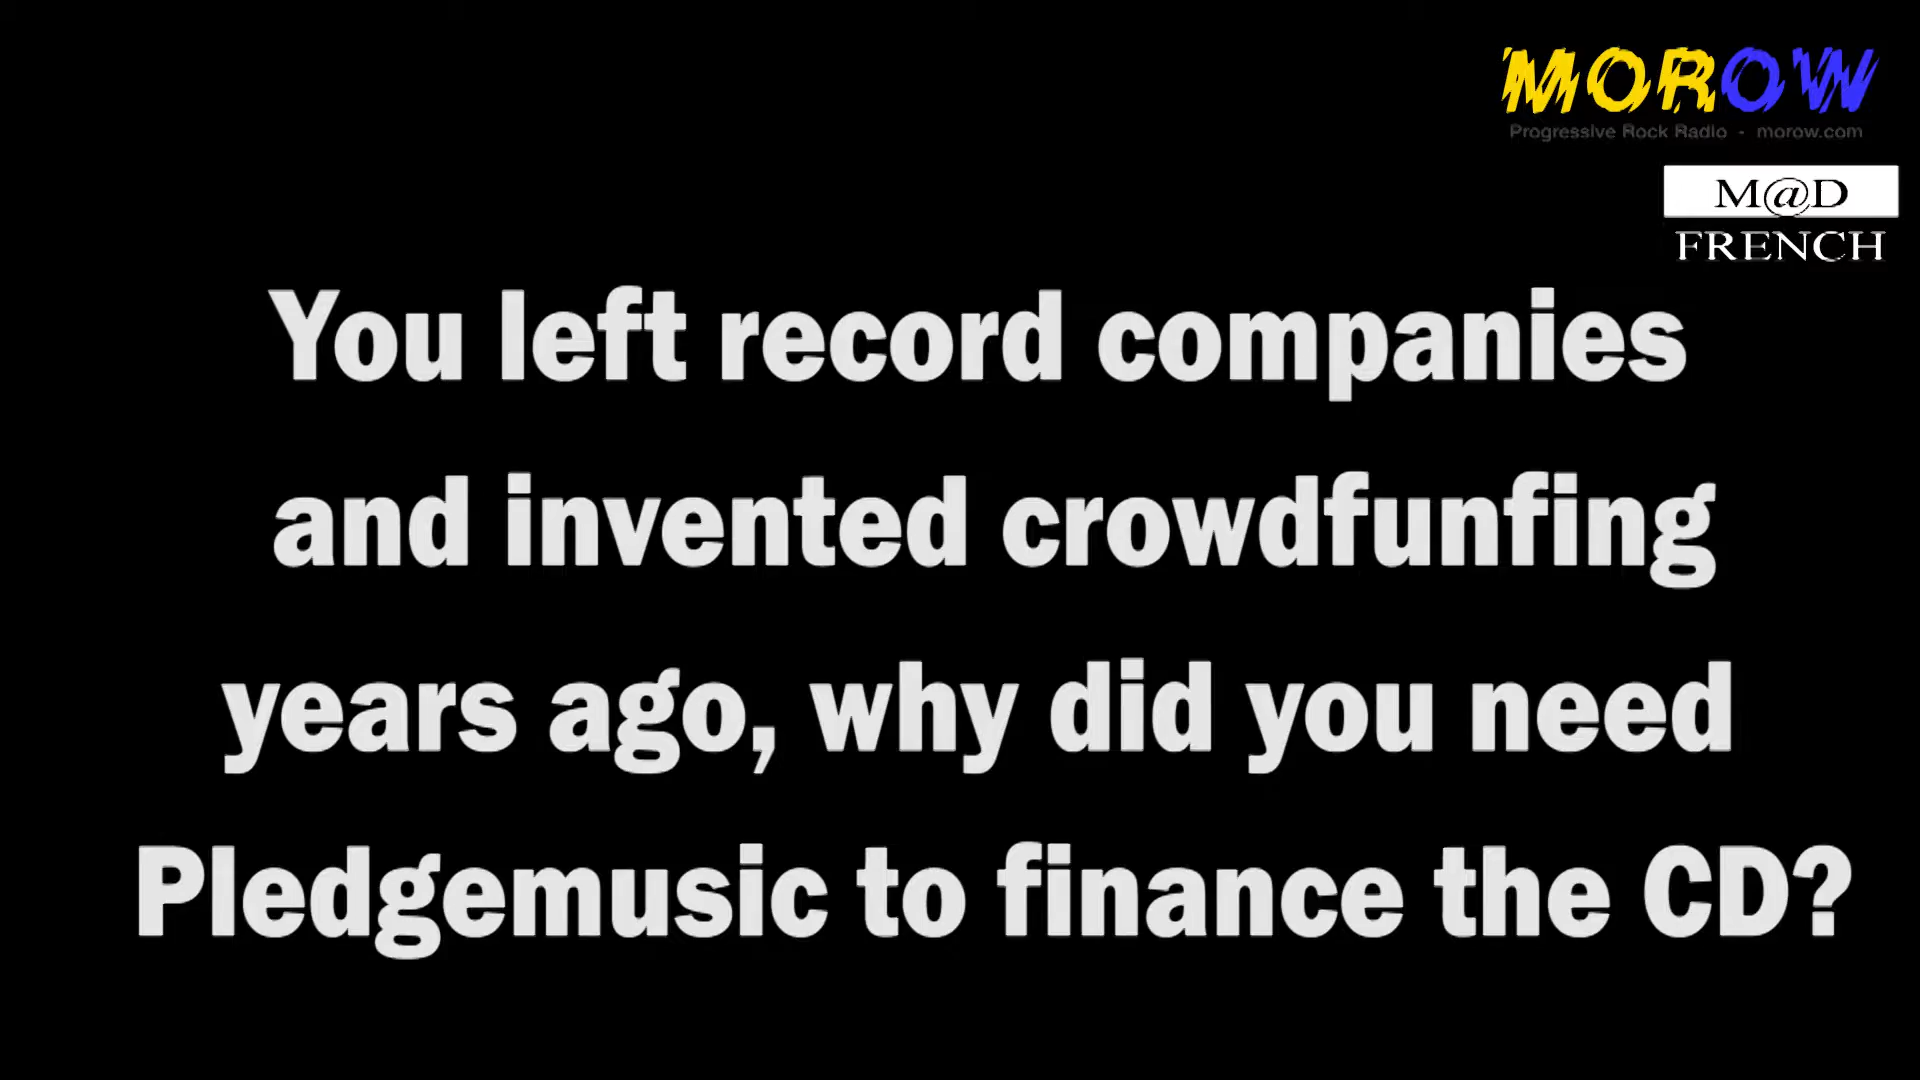 MOROW
Progressive Rock Radio - morow.com
M@D
FRENCH
You left record companies
and invented crowdfunfing
years ago, why did you need
Pledgemusic to finance the CD?